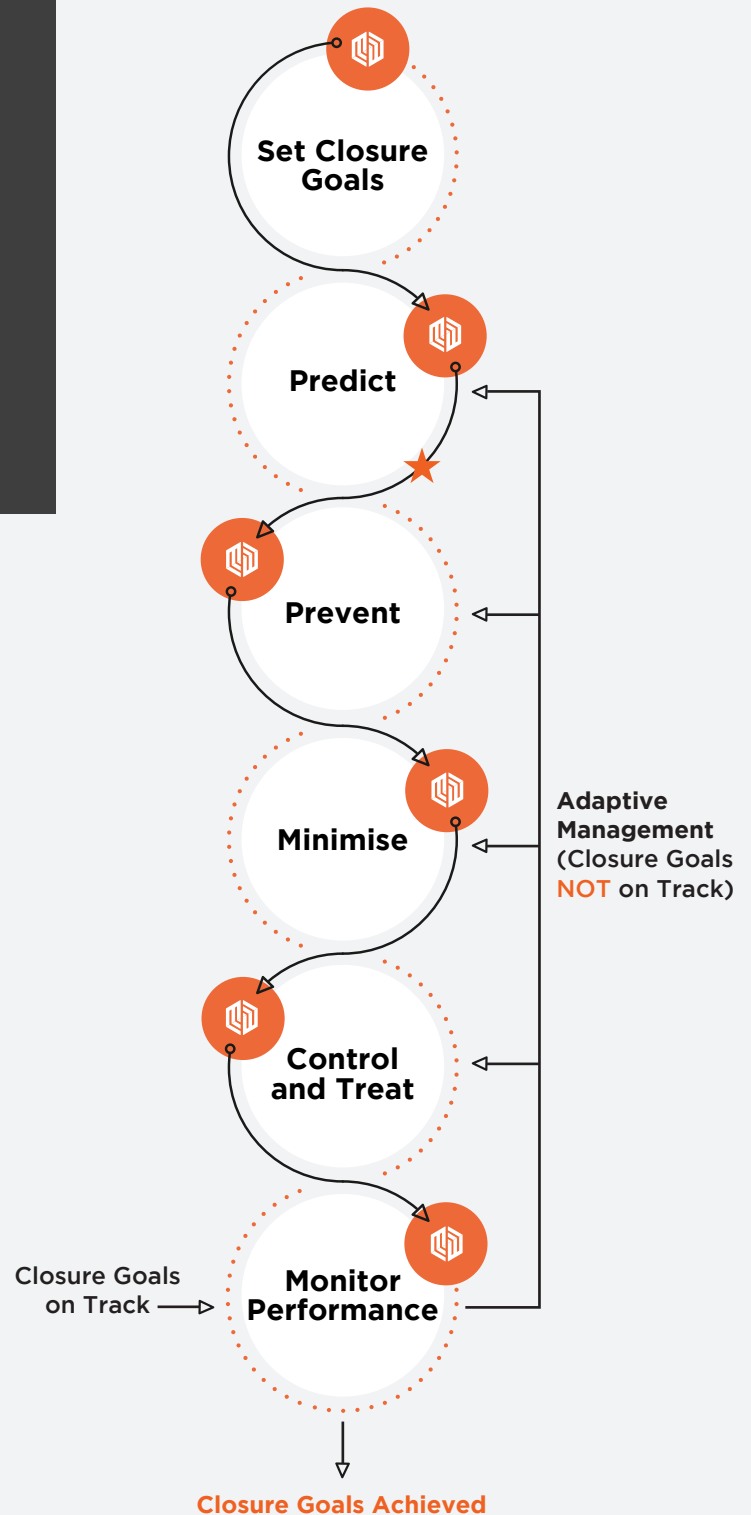 Set Closure
Goals
Predict
Prevent
Minimise
Adaptive
Management
(Closure Goals
NOT on Track)
Control
and Treat
Closure Goals
on Track
Monitor
Performance
Closure Goals Achieved